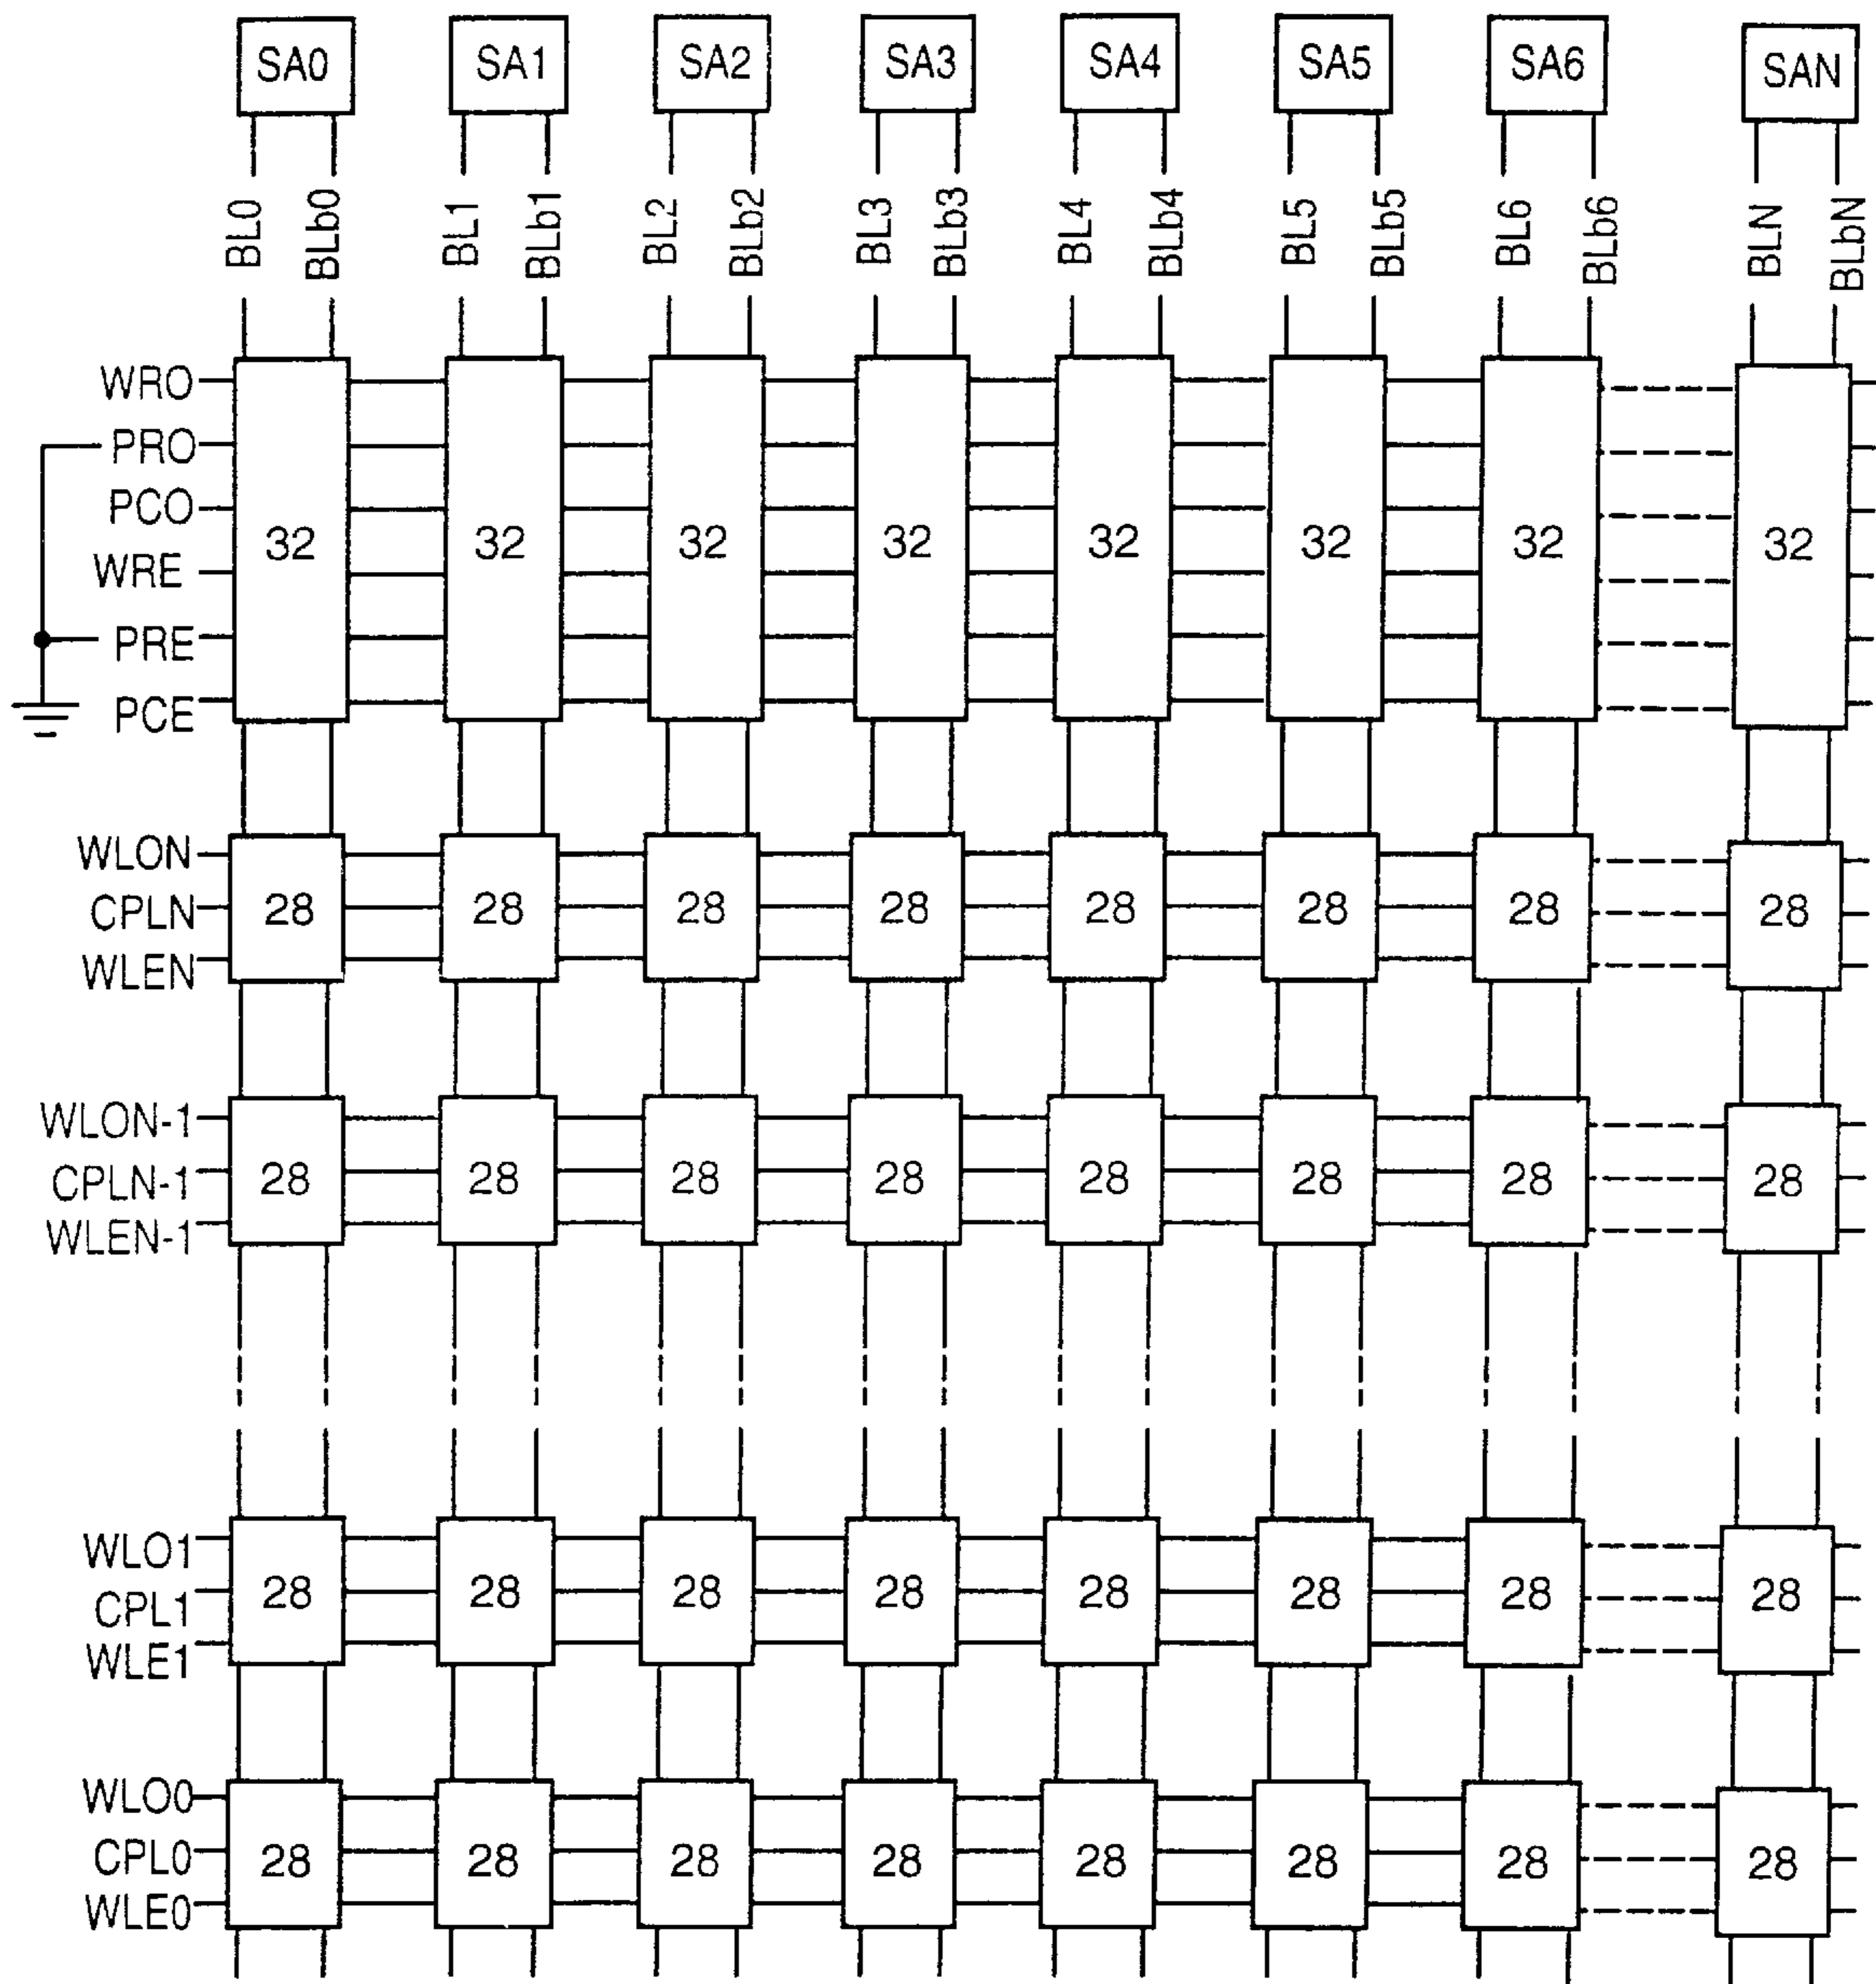 SA0 SA1 SA2 SA3 SA4 SA5 SA6 SAN
BL0 BLb0 BL1 BLb1 BL2 BLb2 BL3 BLb3 BL4 BLb4 BL5 BLb5 BL6 BLb6 BLN BLbN
WRO
PRO
PCO
32 32 32 32 32 32 32 32
WRE
PRE
PCE
WLON
CPLN 28 28 28 28 28 28 28 28
WLEN
WLON-1
CPLN-1 28 28 28 28 28 28 28 28
WLEN-1
WLO1
CPL1 28 28 28 28 28 28 28 28
WLE1
WLO0
CPL0 28 28 28 28 28 28 28 28
WLE0